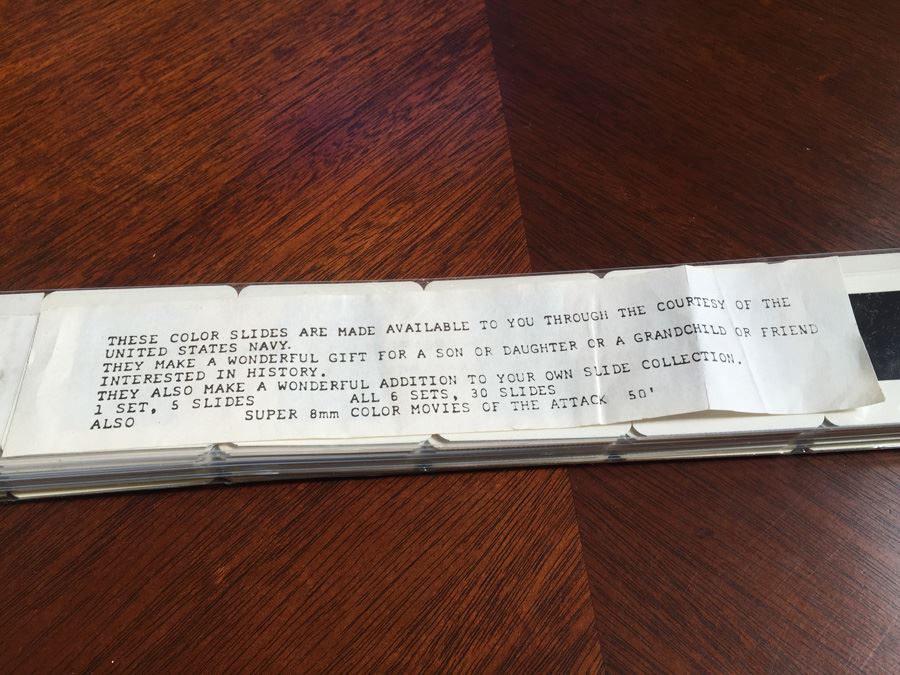 THESE COLOR SLIDES ARE MADE AVAILABLE TO YOU THROUGH THE COURTESY OF THE
UNITED STATES NAVY.
THEY MAKE A WONDERFUL GIFT FOR A SON OR DAUGHTER OR A GRANDCHILD OR FRIEND
INTERESTED IN HISTORY.
THEY ALSO MAKE A WONDERFUL ADDITION TO YOUR OWN SLIDE COLLECTION.
1 SET, 5 SLIDES ALL 6 SETS, 30 SLIDES
ALSO SUPER 8mm COLOR MOVIES OF THE ATTACK 50'